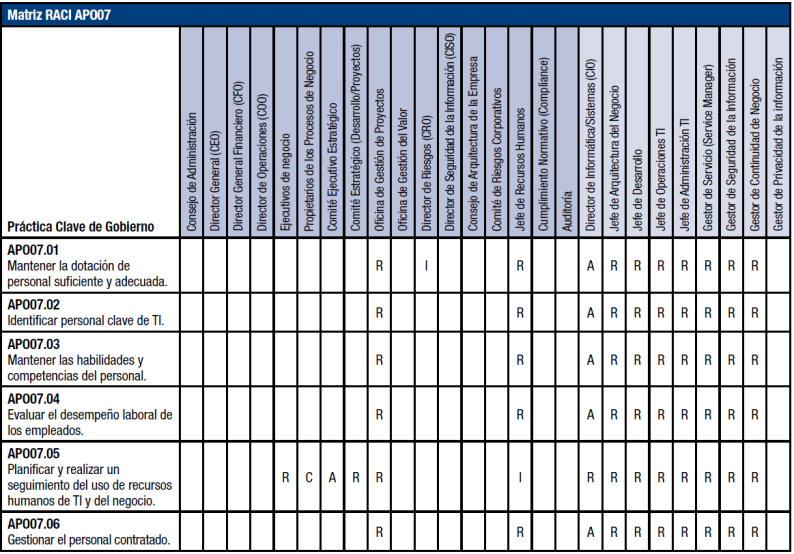 Matriz RACI APO07
Práctica Clave de Gobierno
Consejo de Administración
Director General (CEO)
Director General Financiero (CFO)
Director de Operaciones (COO)
Ejecutivos de negocio
Propietarios de los Procesos de Negocio
Comité Ejecutivo Estratégico
Comité Estratégico (Desarrollo/Proyectos)
Oficina de Gestión de Proyectos
Oficina de Gestión del Valor
Director de Riesgos (CRO)
Director de Seguridad de la Información (CISO)
Consejo de Arquitectura de la Empresa
Comité de Riesgos Corporativos
Jefe de Recursos Humanos
Cumplimiento Normativo (Compliance)
Auditoría
Director de Informática/Sistemas (CIO)
Jefe de Arquitectura del Negocio
Jefe de Desarrollo
Jefe de Operaciones TI
Jefe de Administración TI
Gestor de Servicio (Service Manager)
Gestor de Seguridad de la Información
Gestor de Continuidad de Negocio
Gestor de Privacidad de la información
APO07.01
Mantener la dotación de
personal suficiente y adecuada.
R I R A R R R R R R R
APO07.02
Identificar personal clave de TI.
R R A R R R R R R R
APO07.03
Mantener las habilidades y
competencias del personal.
R R A R R R R R R R
APO07.04
Evaluar el desempeño laboral de
los empleados.
R R A R R R R R R R
APO07.05
Planificar y realizar un
seguimiento del uso de recursos
humanos de TI y del negocio.
R C A R R I R R R R R R R R
APO07.06
Gestionar el personal contratado.
R R A R R R R R R R